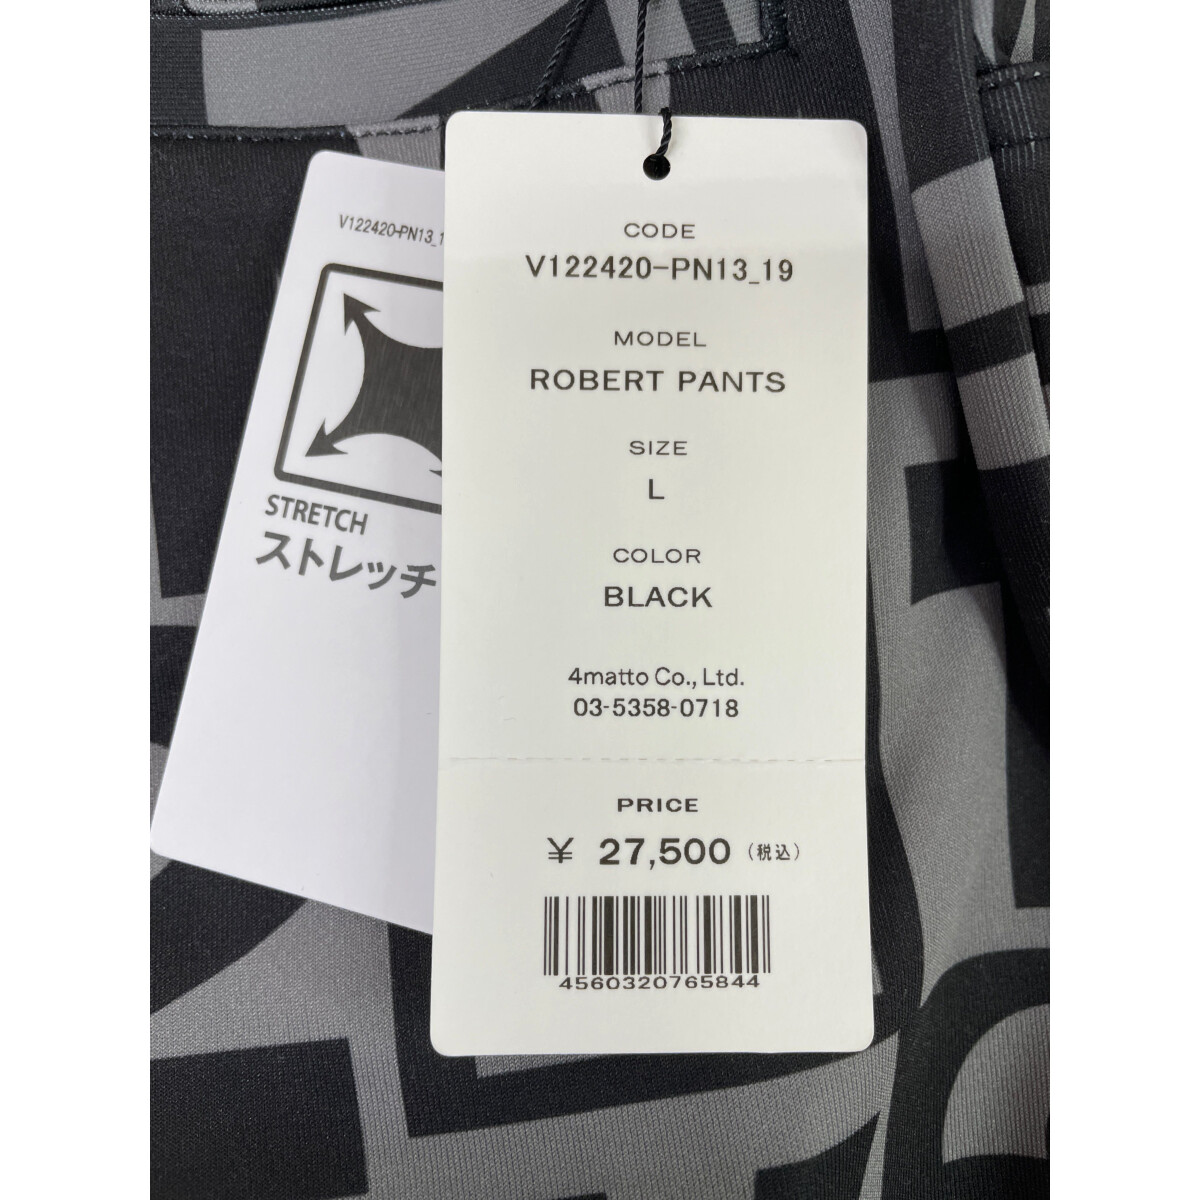 V122420-PN13_1
STRETCH
ストレッチ
CODE
V122420-PN13_19
MODEL
ROBERT PANTS
SIZE
L
COLOR
BLACK
4matto Co., Ltd.
03-5358-0718
PRICE
¥ 27,500 (税込)
4560320765844